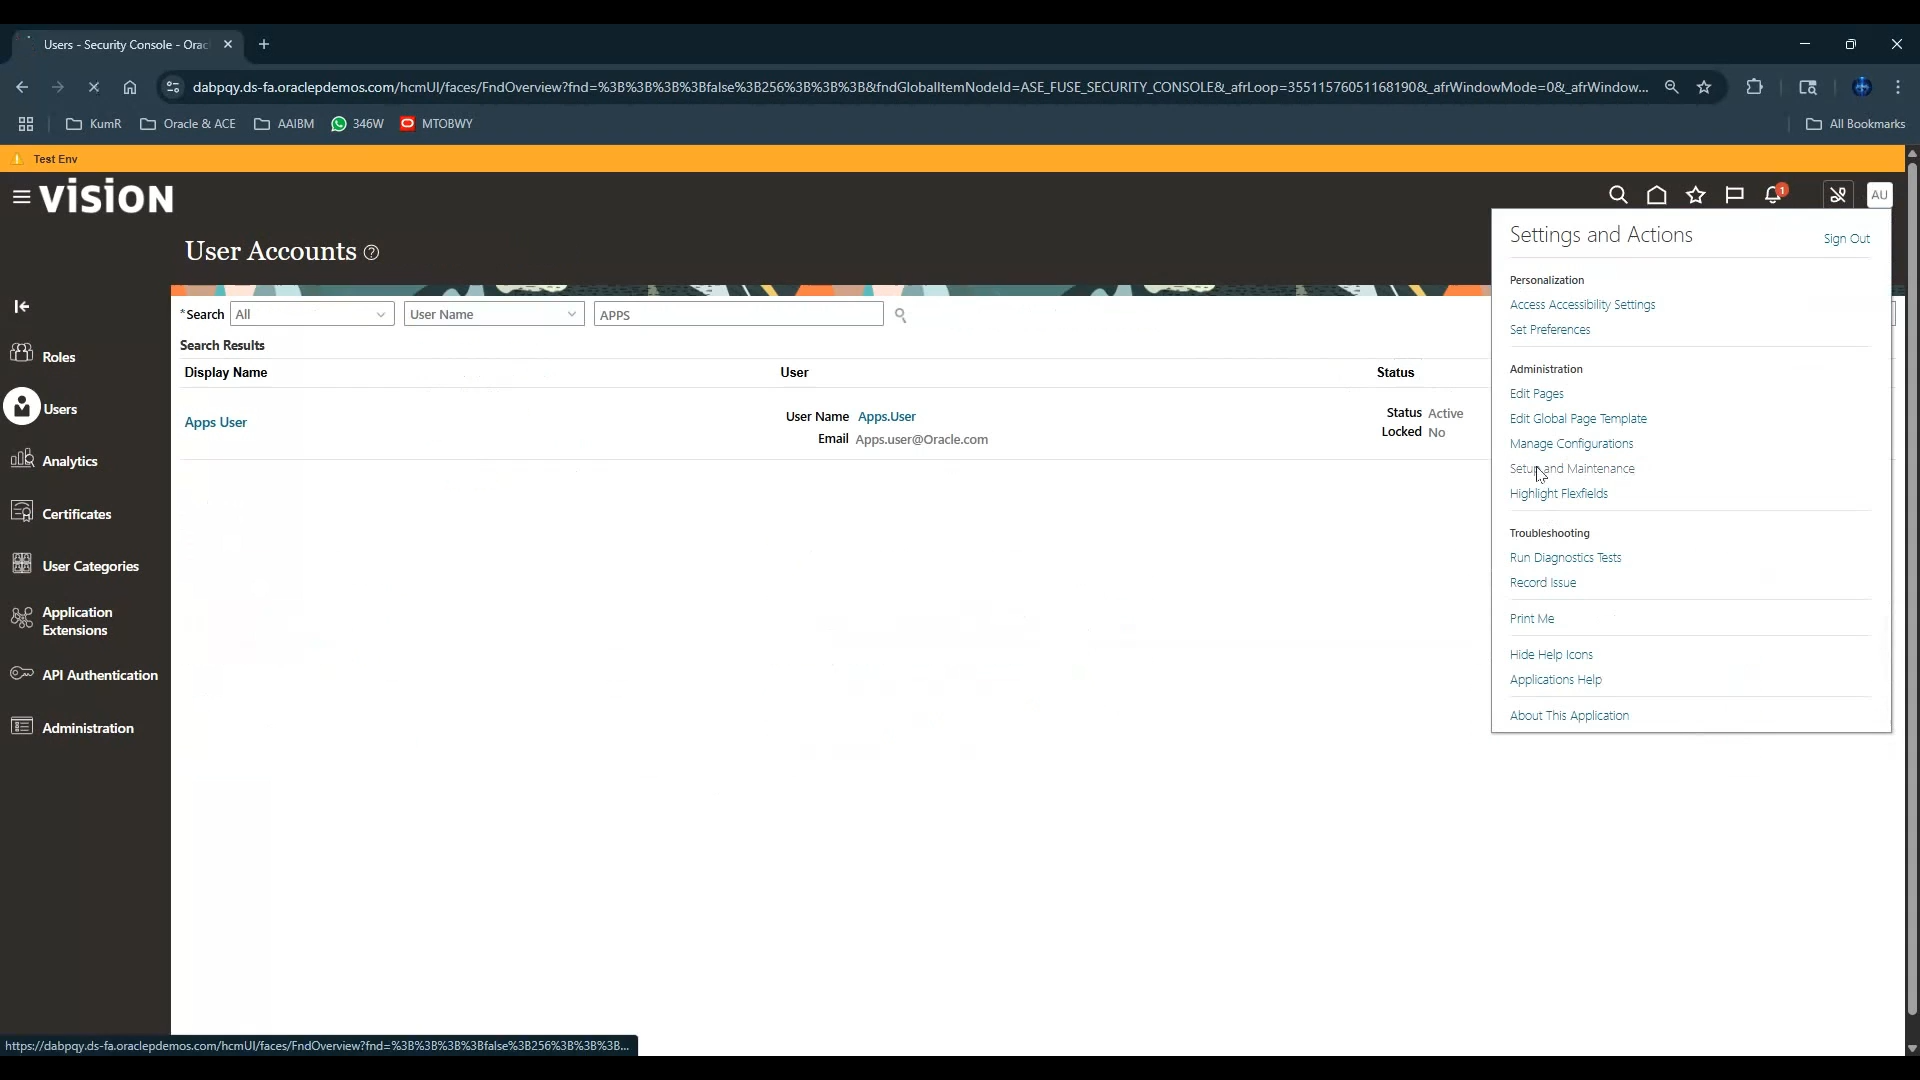 Users - Security Console - Orac
dabpqy.ds-fa.oraclepdemos.com/hcmUI/faces/FndOverview?fnd=%3B%3B%3B%3Bfalse%3B256%3B%3B%3B&fndGlobalItemNodeId=ASE_FUSE_SECURITY_CONSOLE&_afrLoop=35511576051168190&_afrWindowMode=0&_afrWindow...
KumR
Oracle & ACE
AAIBM
346W
MTOBWY
All Bookmarks
Test Env
VISION
1
AU
User Accounts
Settings and Actions
Sign Out
*Search All
User Name
APPS
Search Results
Display Name
User
Status
Apps User
User Name Apps.User
Email Apps.user@Oracle.com
Status Active
Locked No
Roles
Users
Analytics
Certificates
User Categories
Application
Extensions
API Authentication
Administration
Personalization
Access Accessibility Settings
Set Preferences
Administration
Edit Pages
Edit Global Page Template
Manage Configurations
Setup and Maintenance
Highlight Flexfields
Troubleshooting
Run Diagnostics Tests
Record Issue
Print Me
Hide Help Icons
Applications Help
About This Application
https://dabpqy.ds-fa.oraclepdemos.com/hcmUI/faces/FndOverview?fnd=%3B%3B%3B%3Bfalse%3B256%3B%3B%3B...